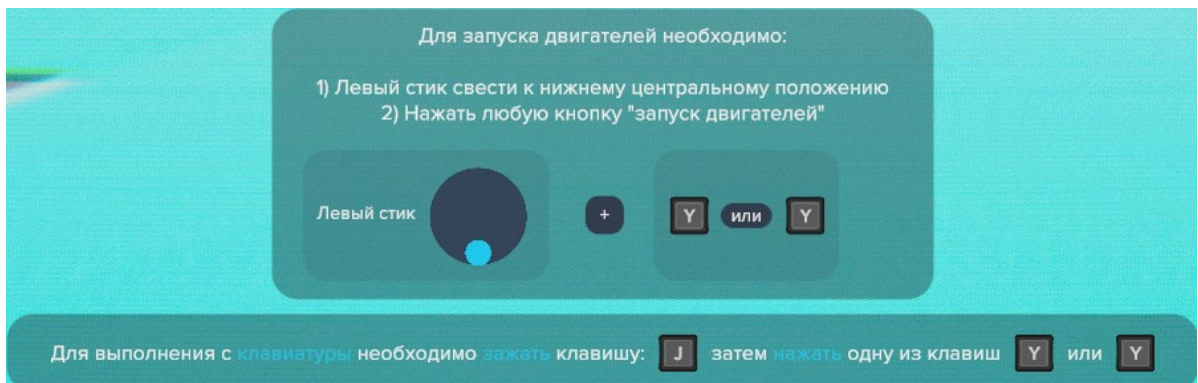 Для запуска двигателей необходимо:
1) Левый стик свести к нижнему центральному положению
2) Нажать любую кнопку "запуск двигателей"
Левый стик + Y или Y
Для выполнения с клавиатуры необходимо зажать клавишу: J затем нажать одну из клавиш Y или Y